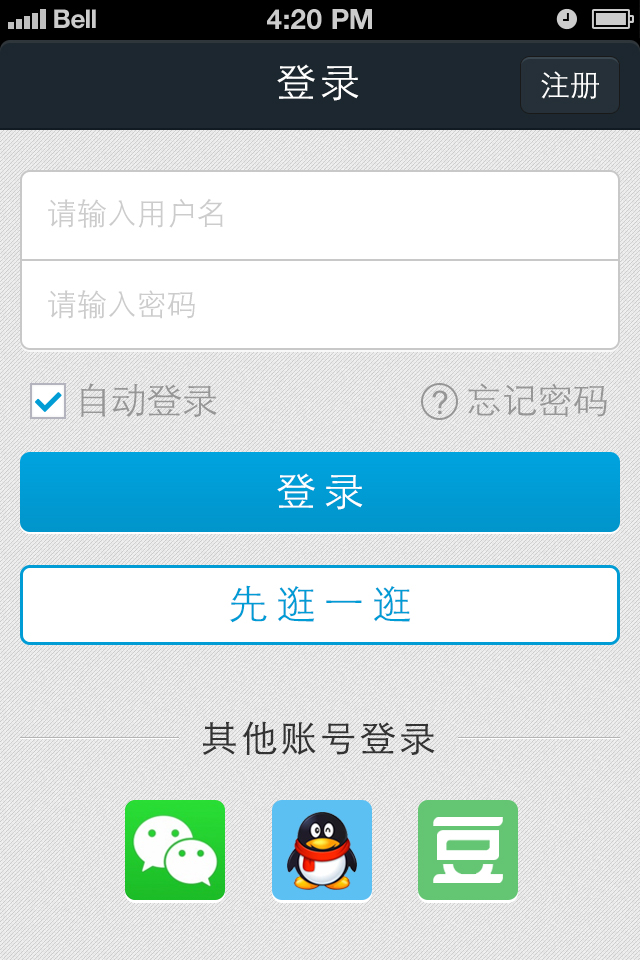 Bell 4:20 PM
登录 注册
请输入用户名
请输入密码
自动登录 ? 忘记密码
登录
先逛一逛
其他账号登录
豆